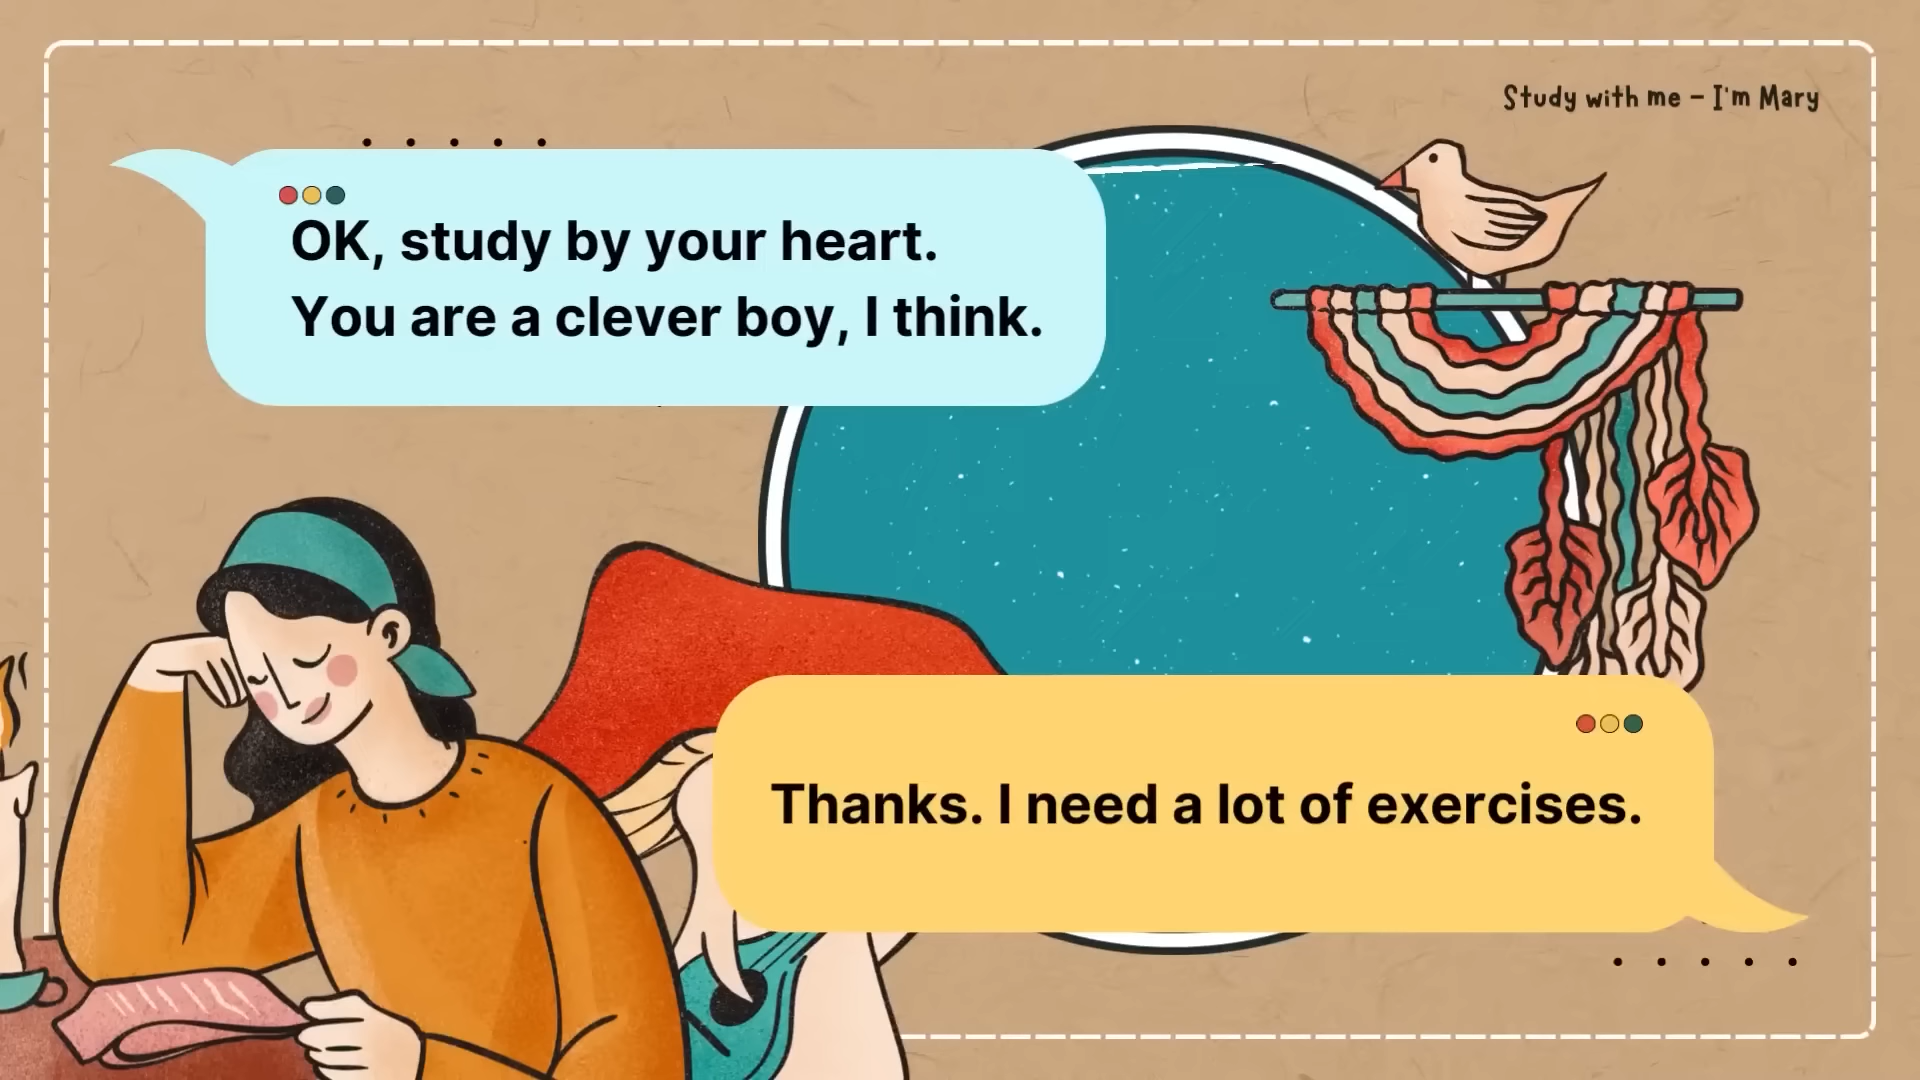 Study with me - I'm Mary
OK, study by your heart.
You are a clever boy, I think.
Thanks. I need a lot of exercises.